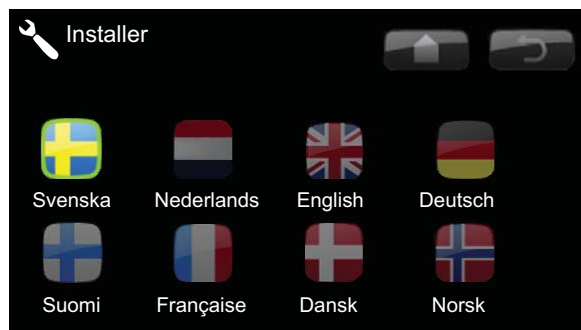 Installer
Svenska Nederlands English Deutsch
Suomi Française Dansk Norsk